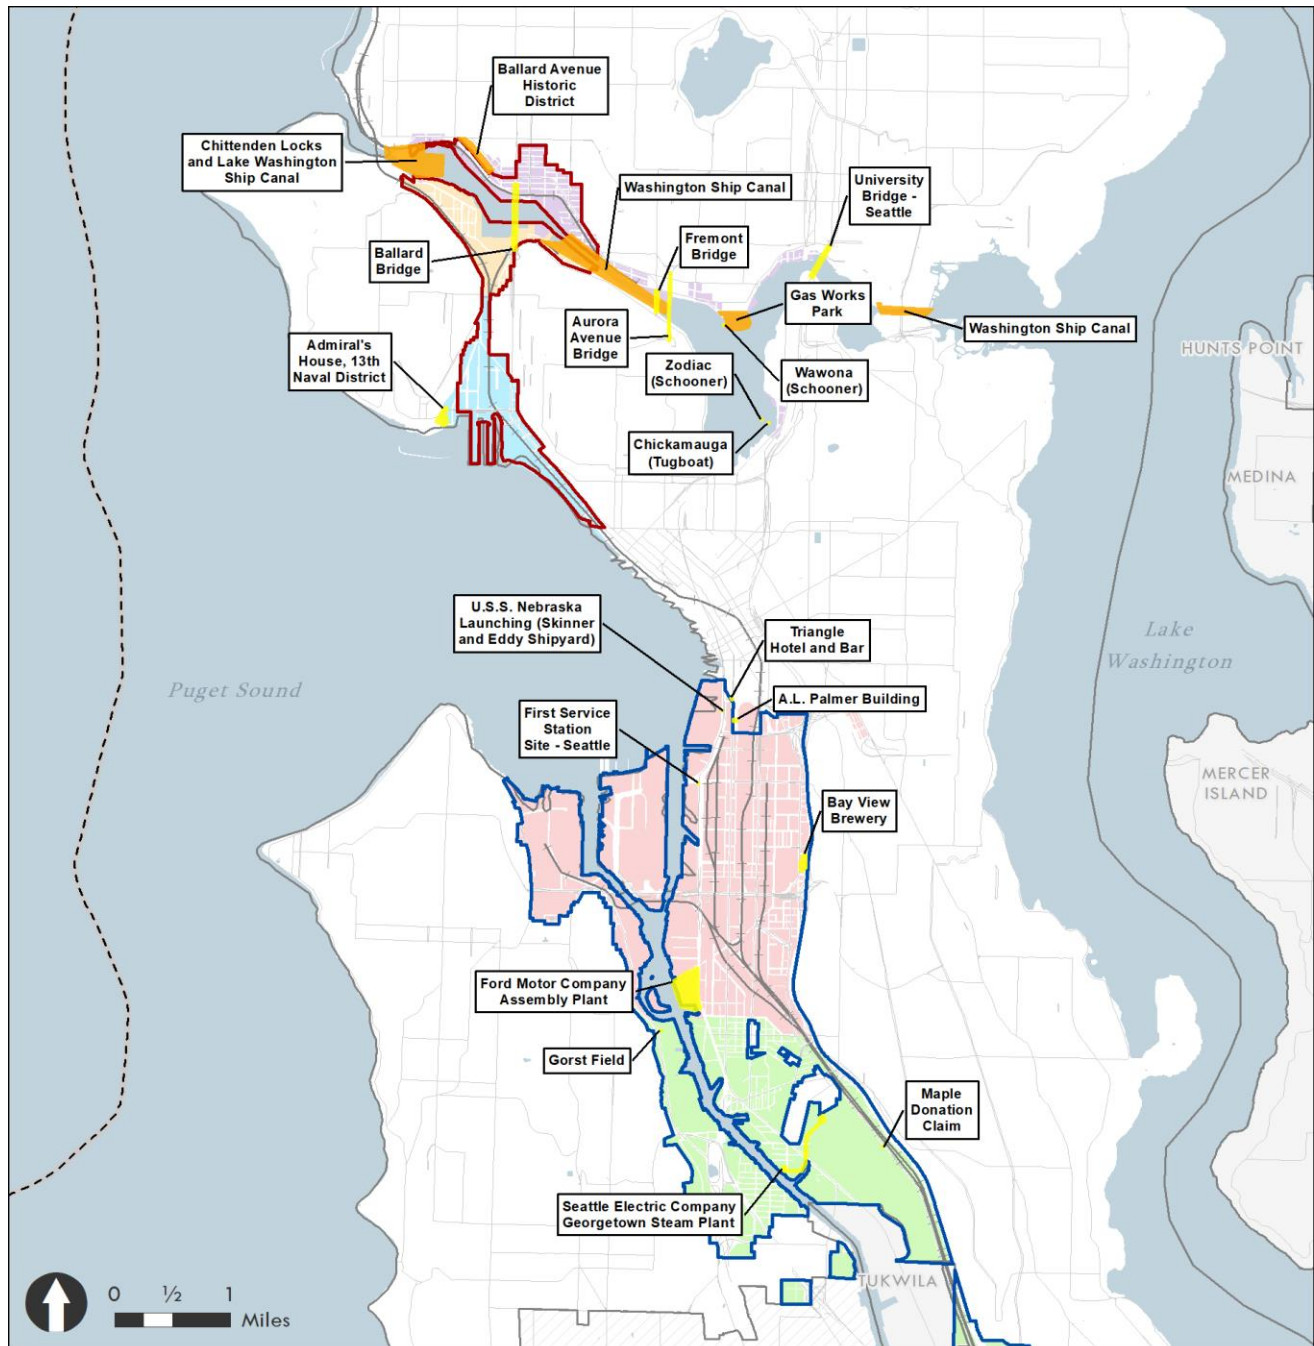 Ballard Avenue
Historic
District
Chittenden Locks
and Lake Washington
Ship Canal
Washington Ship Canal
University
Bridge -
Seattle
Fremont
Bridge
Ballard
Bridge
Gas Works
Park
Washington Ship Canal
Aurora
Avenue
Bridge
Admiral's
House, 13th
Naval District
Zodiac
(Schooner)
Wawona
(Schooner)
HUNTS POINT
Chickamauga
(Tugboat)
MEDINA
U.S.S. Nebraska
Launching (Skinner
and Eddy Shipyard)
Triangle
Hotel and Bar
Lake
Washington
Puget Sound
A.L. Palmer Building
First Service
Station
Site - Seattle
MERCER
ISLAND
Bay View
Brewery
Ford Motor Company
Assembly Plant
Gorst Field
Maple
Donation
Claim
Seattle Electric Company
Georgetown Steam Plant
TUKWILA
0 ½ 1
Miles